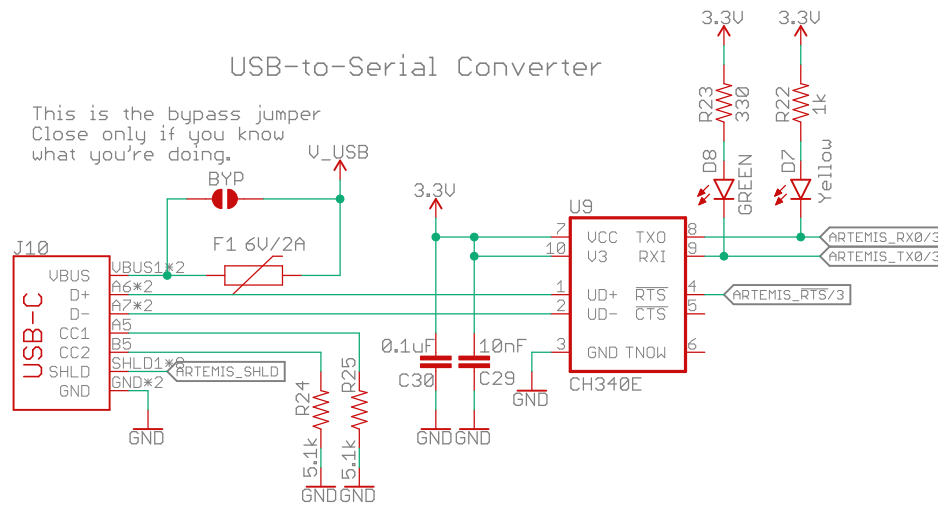 3.3V 3.3V
USB-to-Serial Converter
R23 330 R22 1k
This is the bypass jumper
Close only if you know
what you're doing.
V_USB
BYP
D8 GREEN D7 Yellow
3.3V
U9
F1 6V/2A
7 VCC TXO 8 ARTEMIS_RX0/3
J10
10 V3 RXI 9 ARTEMIS_TX0/3
USB-C
VBUS VBUS1*2
D+ A6*2 1 UD+ RTS 4 ARTEMIS_RTS/3
D- A7*2 2 UD- CTS 5
CC1 A5
CC2 B5 0.1uF 10nF 3 GND TNOW 6
SHLD ARTEMIS_SHLD
C30 C29 CH340E
GND GND*2 GND
R24 5.1k R25 5.1k
GND GND GND
GND GND